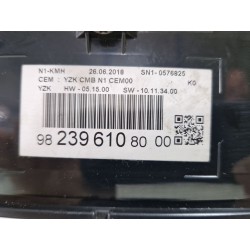 N1-KMH 26.06.2018 SN1- 0576825
CEM : YZK CMB N1 CEM00 K0
YZK HW - 05.15.00 SW - 10.11.34.00
98 239 610 80 00